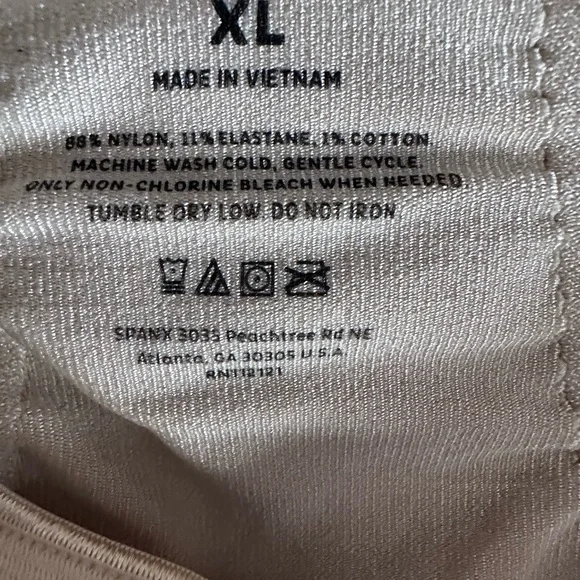 XL
MADE IN VIETNAM
88% NYLON, 11% ELASTANE, 1% COTTON.
MACHINE WASH COLD, GENTLE CYCLE.
ONLY NON-CHLORINE BLEACH WHEN NEEDED.
TUMBLE DRY LOW. DO NOT IRON
SPANX 3035 Peachtree Rd NE
Atlanta, GA 30305 U.S.A
RN112121